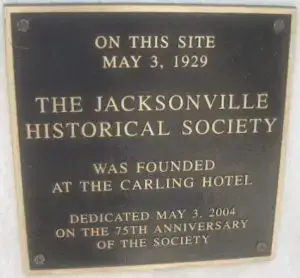 ON THIS SITE
MAY 3, 1929
THE JACKSONVILLE
HISTORICAL SOCIETY
WAS FOUNDED
AT THE CARLING HOTEL
DEDICATED MAY 3, 2004
ON THE 75TH ANNIVERSARY
OF THE SOCIETY